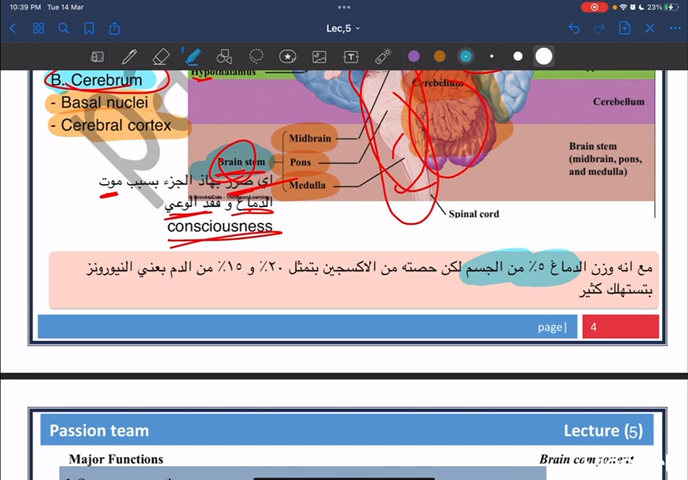 10:39 PM Tue 14 Mar
23%
Lec,5
Hypothalamus
B. Cerebrum
Cerebellum
- Basal nuclei
Cerebellum
- Cerebral cortex
Midbrain
Brain stem
Pons
Brain stem
(midbrain, pons,
and medulla)
Medulla
Spinal cord
اي ضرر بهاذ الجزء بسبب موت
الدماغ و فقد الوعي
consciousness
مع انه وزن الدماغ ٥٪ من الجسم لكن حصته من الاكسجين بتمثل ٢٠٪ و ١٥٪ من الدم يعني النيورونز
بتستهلك كثير
page| 4
Passion team
Lecture (5)
Major Functions
Brain component